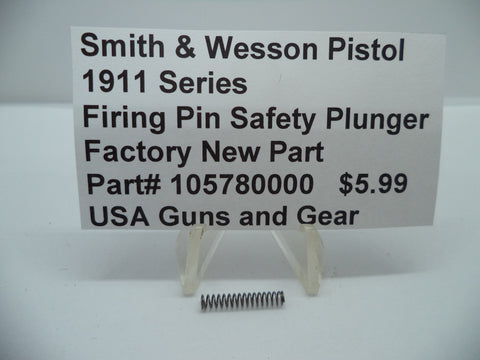 Smith & Wesson Pistol
1911 Series
Firing Pin Safety Plunger
Factory New Part
Part# 105780000 $5.99
USA Guns and Gear